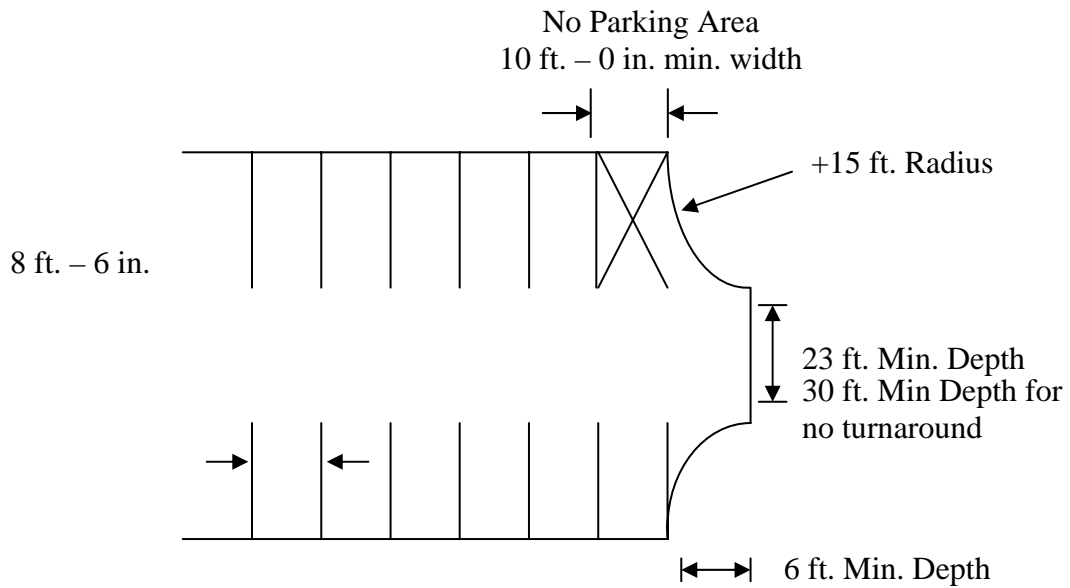 No Parking Area
10 ft. – 0 in. min. width
+15 ft. Radius
8 ft. – 6 in.
23 ft. Min. Depth
30 ft. Min Depth for
no turnaround
6 ft. Min. Depth